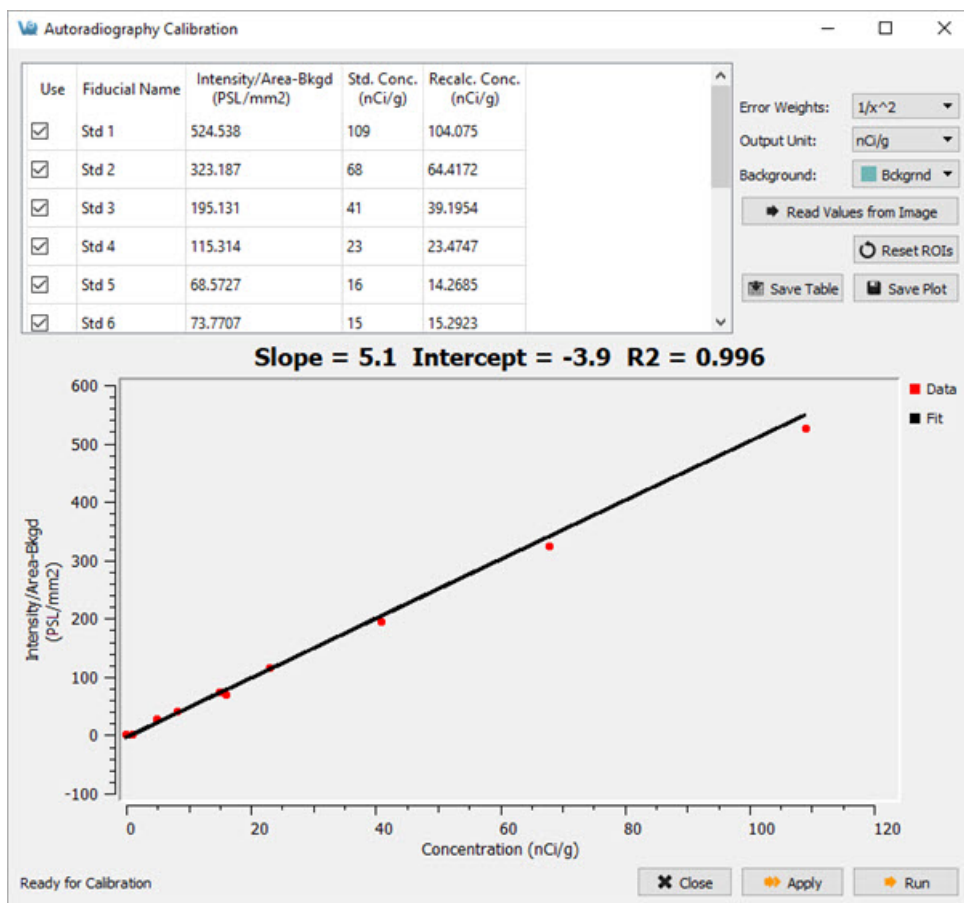 Autoradiography Calibration
Use Fiducial Name Intensity/Area-Bkgd (PSL/mm2) Std. Conc. (nCi/g) Recalc. Conc. (nCi/g)
Std 1 524.538 109 104.075
Std 2 323.187 68 64.4172
Std 3 195.131 41 39.1954
Std 4 115.314 23 23.4747
Std 5 68.5727 16 14.2685
Std 6 73.7707 15 15.2923
Error Weights: 1/x^2
Output Unit: nCi/g
Background: Bckgrnd
Read Values from Image
Reset ROIs
Save Table Save Plot
Slope = 5.1 Intercept = -3.9 R2 = 0.996
600
500
400
300
200
100
0
-100
Intensity/Area-Bkgd
(PSL/mm2)
Data
Fit
0 20 40 60 80 100 120
Concentration (nCi/g)
Ready for Calibration
Close Apply Run